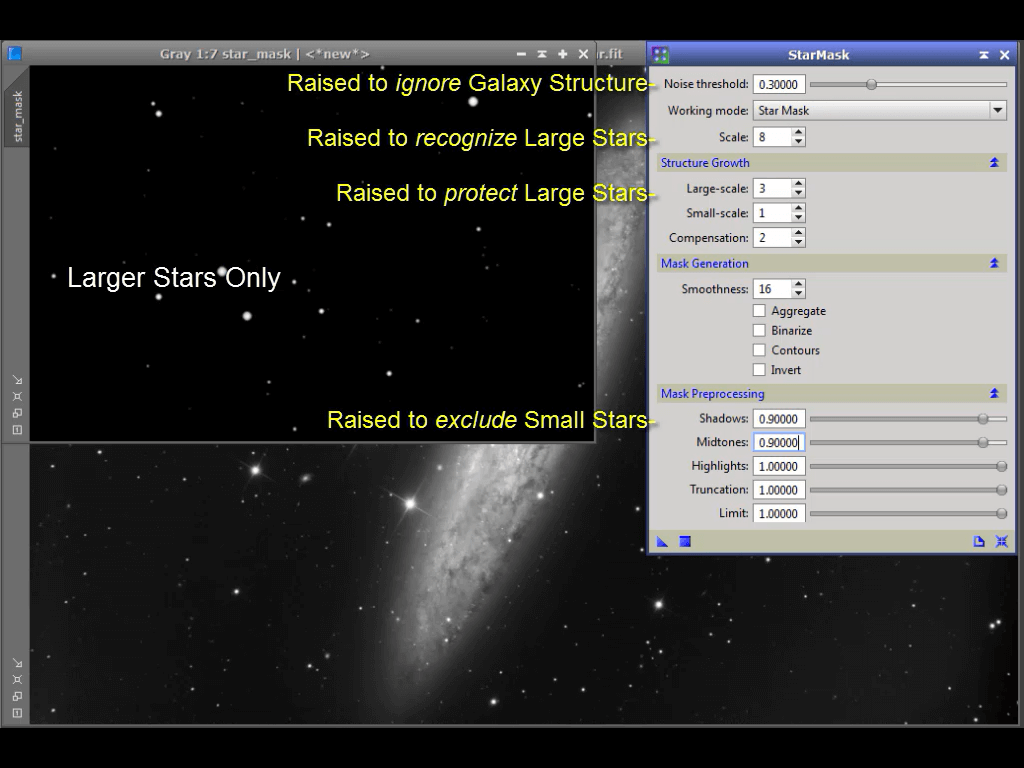 Gray 1:7 star_mask | <*new*>
r.fit
StarMask
star_mask
Raised to ignore Galaxy Structure-
Noise threshold: 0.30000
Working mode: Star Mask
Raised to recognize Large Stars-
Scale: 8
Structure Growth
Raised to protect Large Stars-
Large-scale: 3
Small-scale: 1
Compensation: 2
Mask Generation
Larger Stars Only
Smoothness: 16
Aggregate
Binarize
Contours
Invert
Mask Preprocessing
Raised to exclude Small Stars-
Shadows: 0.90000
Midtones: 0.90000
Highlights: 1.00000
Truncation: 1.00000
Limit: 1.00000
1
1